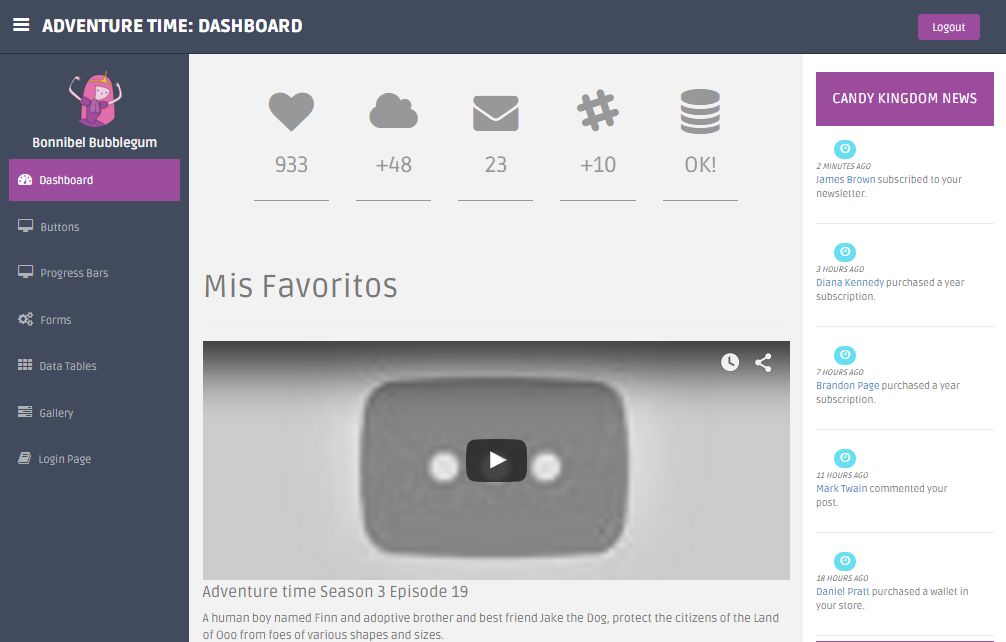 ADVENTURE TIME: DASHBOARD
Logout
Bonnibel Bubblegum
Dashboard
Buttons
Progress Bars
Forms
Data Tables
Gallery
Login Page
933
+48
23
+10
OK!
Mis Favoritos
Adventure time Season 3 Episode 19
A human boy named Finn and adoptive brother and best friend Jake the Dog, protect the citizens of the Land
of Ooo from foes of various shapes and sizes.
CANDY KINGDOM NEWS
2 MINUTES AGO
James Brown subscribed to your
newsletter.
3 HOURS AGO
Diana Kennedy purchased a year
subscription.
7 HOURS AGO
Brandon Page purchased a year
subscription.
11 HOURS AGO
Mark Twain commented your
post.
18 HOURS AGO
Daniel Pratt purchased a wallet in
your store.